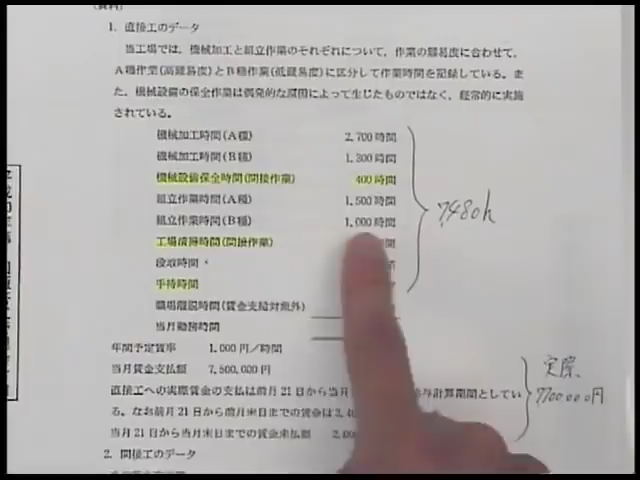 (資料)
1. 直接工のデータ
当工場では、機械加工と組立作業のそれぞれについて、作業の難易度に合わせて、
A種作業(高難易度)とB種作業(低難易度)に区分して作業時間を記録している。ま
た、機械設備の保全作業は偶発的な原因によって生じたものではなく、経常的に実施
されている。
機械加工時間(A種) 2,700時間
機械加工時間(B種) 1,300時間
機械設備保全時間(間接作業) 400時間
組立作業時間(A種) 1,500時間
組立作業時間(B種) 1,000時間
7,480h
工場清掃時間(間接作業) 間
段取時間
手待時間
職場離脱時間(賃金支給対象外)
当月勤務時間
年間予定賃率 1,000円/時間
当月賃金支払額 7,500,000円
実際
7700000円
直接工への実際賃金の支払は前月21日から当月 与計算期間としてい
る。なお前月21日から前月末日までの賃金は2,4
当月21日から当月末日までの賃金未払額 2,0
2. 間接工のデータ